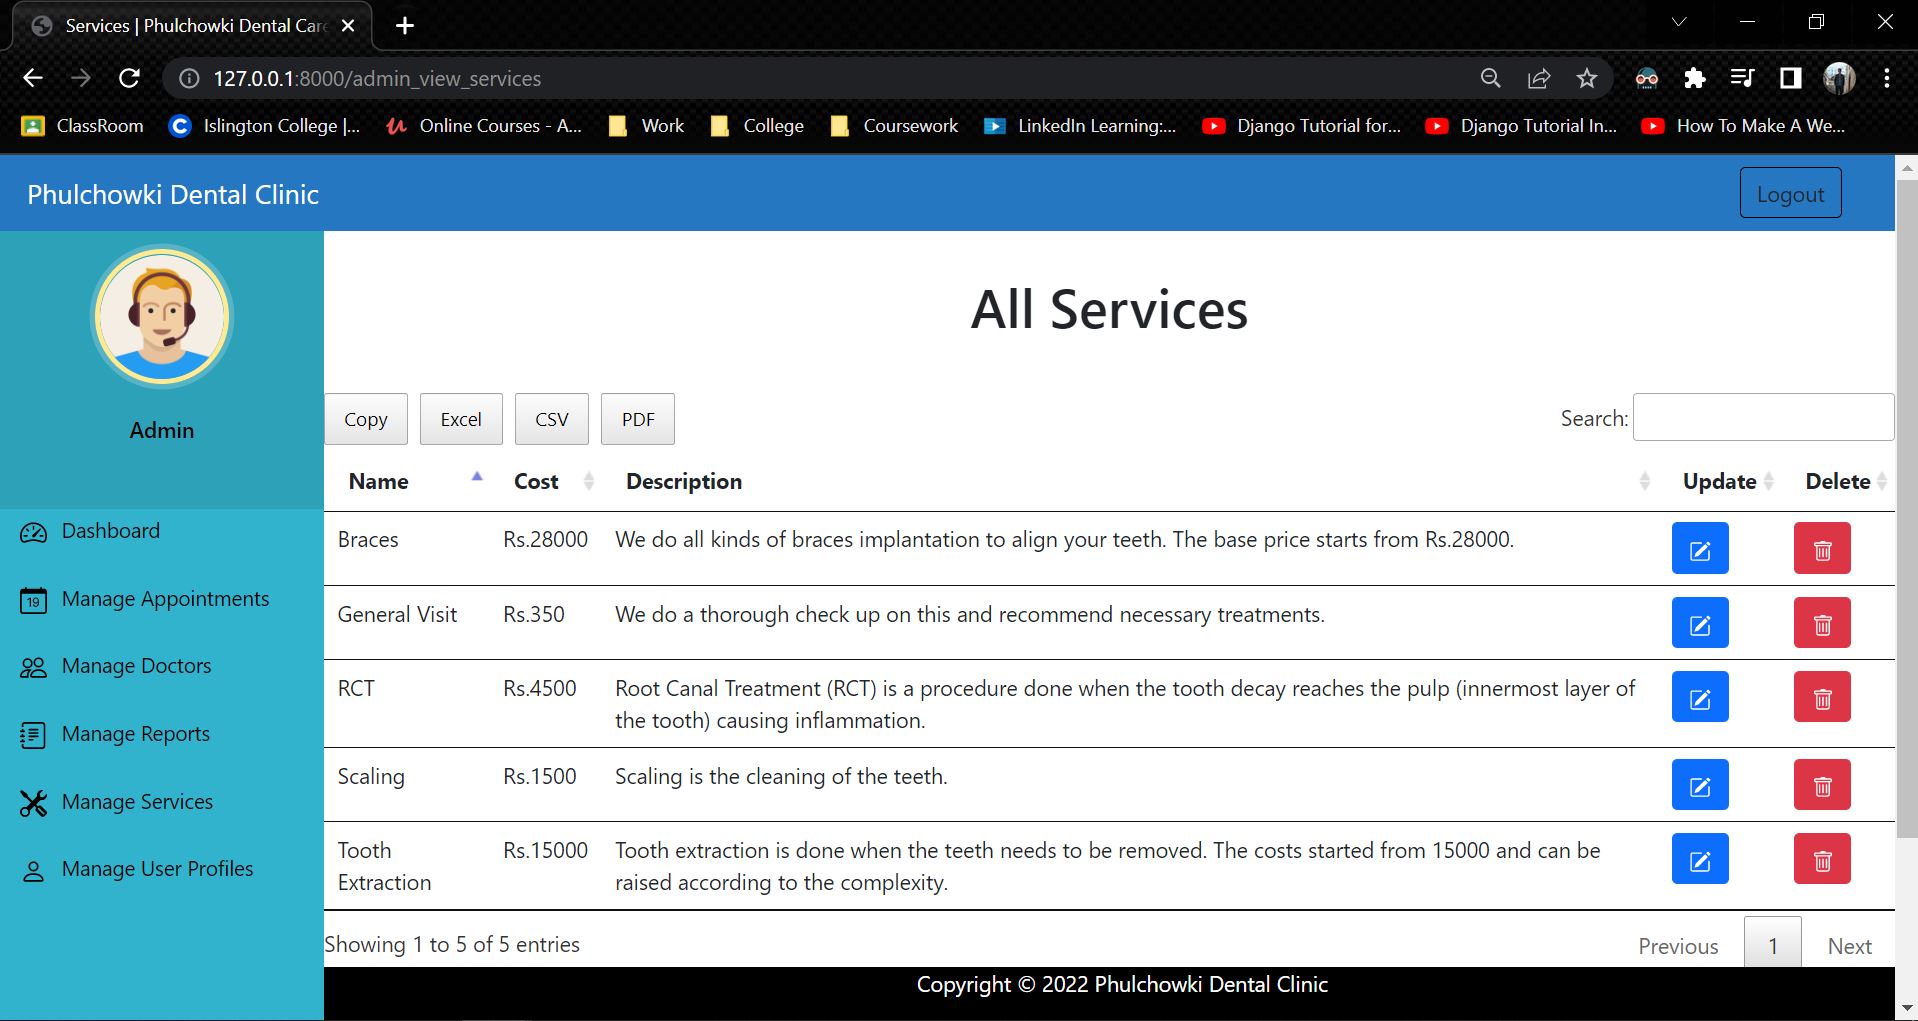 Services | Phulchowki Dental Care
127.0.0.1:8000/admin_view_services
ClassRoom
Islington College |...
Online Courses - A...
Work
College
Coursework
LinkedIn Learning:...
Django Tutorial for...
Django Tutorial In...
How To Make A We...
Phulchowki Dental Clinic
Logout
Admin
Dashboard
19
Manage Appointments
Manage Doctors
Manage Reports
Manage Services
Manage User Profiles
All Services
Copy Excel CSV PDF
Search:
Name Cost Description Update Delete
Braces Rs.28000 We do all kinds of braces implantation to align your teeth. The base price starts from Rs.28000.
General Visit Rs.350 We do a thorough check up on this and recommend necessary treatments.
RCT Rs.4500 Root Canal Treatment (RCT) is a procedure done when the tooth decay reaches the pulp (innermost layer of
the tooth) causing inflammation.
Scaling Rs.1500 Scaling is the cleaning of the teeth.
Tooth Rs.15000 Tooth extraction is done when the teeth needs to be removed. The costs started from 15000 and can be
Extraction raised according to the complexity.
Showing 1 to 5 of 5 entries
Previous 1 Next
Copyright © 2022 Phulchowki Dental Clinic